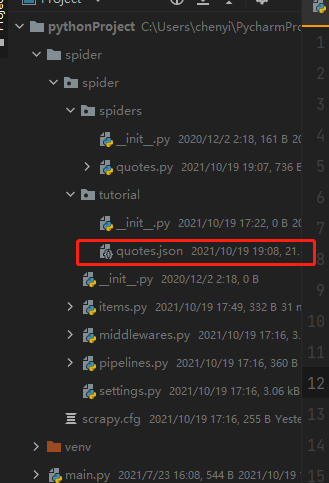 Project
pythonProject C:\Users\chenyi\PycharmPro
spider
spider
spiders
__init__.py 2020/12/2 2:18, 161 B 20
quotes.py 2021/10/19 19:07, 736 B
tutorial
__init__.py 2021/10/19 17:22, 0 B 20
quotes.json 2021/10/19 19:08, 21.
__init__.py 2020/12/2 2:18, 0 B
items.py 2021/10/19 17:49, 332 B 31 m
middlewares.py 2021/10/19 17:16, 3.
pipelines.py 2021/10/19 17:16, 360 B
settings.py 2021/10/19 17:16, 3.06 kB
scrapy.cfg 2021/10/19 17:16, 255 B Yeste
venv
main.py 2021/7/23 16:08, 544 B 2021/10/
1
2
3
4
5
6
7
8
9
10
11
12
13
14
15